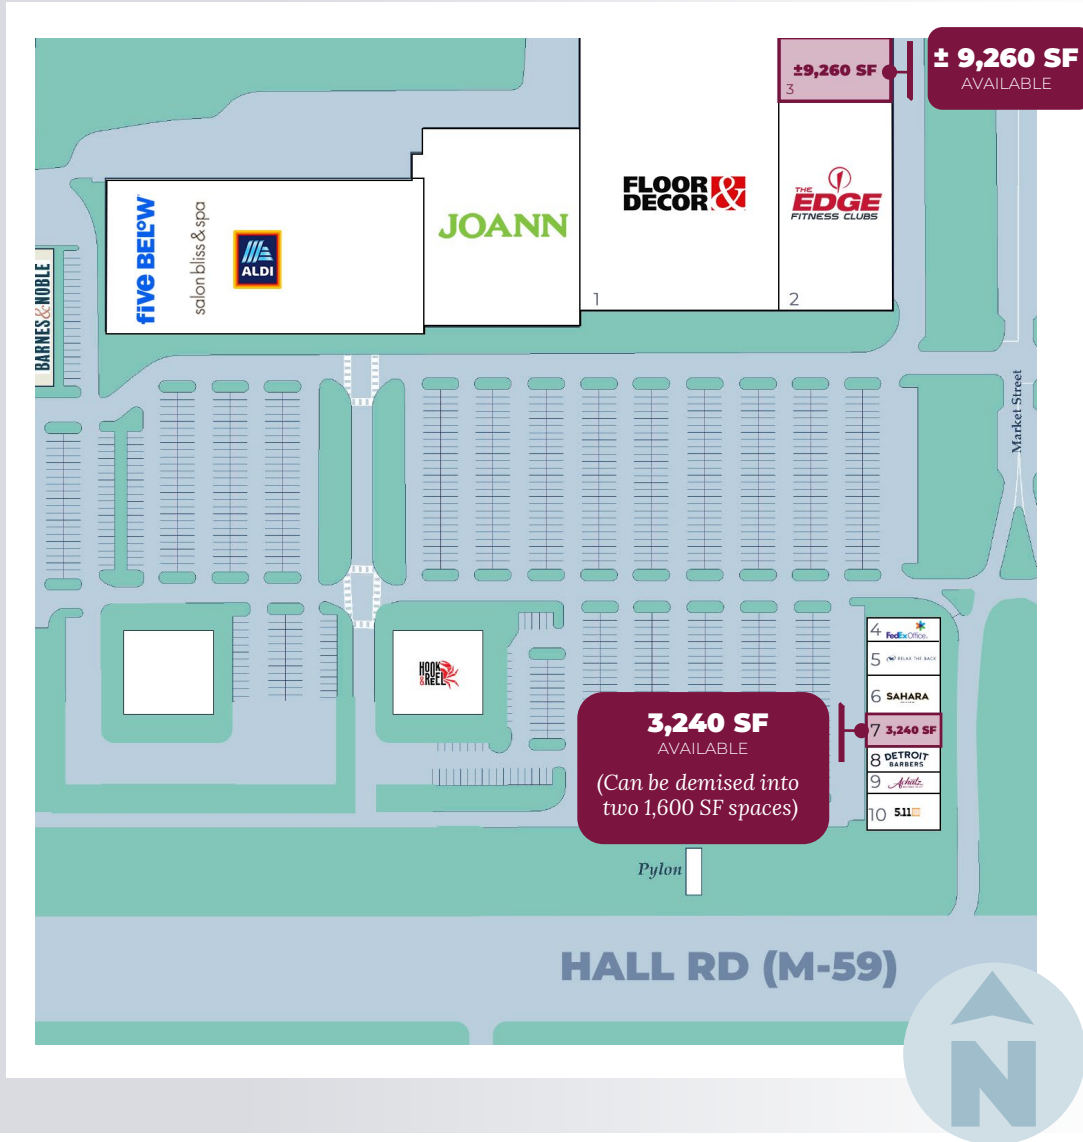 ± 9,260 SF
AVAILABLE
±9,260 SF
3
FLOOR &
DECOR
1
THE
EDGE
FITNESS CLUBS
2
JOANN
five BELOW
salon bliss & spa
ALDI
BARNES & NOBLE
Market Street
HOOK
& REEL
4 FedEx Office
5 RELAX THE BACK
6 SAHARA
7 3,240 SF
8 DETROIT
BARBERS
9 Achatz
10 5.11
3,240 SF
AVAILABLE
(Can be demised into
two 1,600 SF spaces)
Pylon
HALL RD (M-59)
N